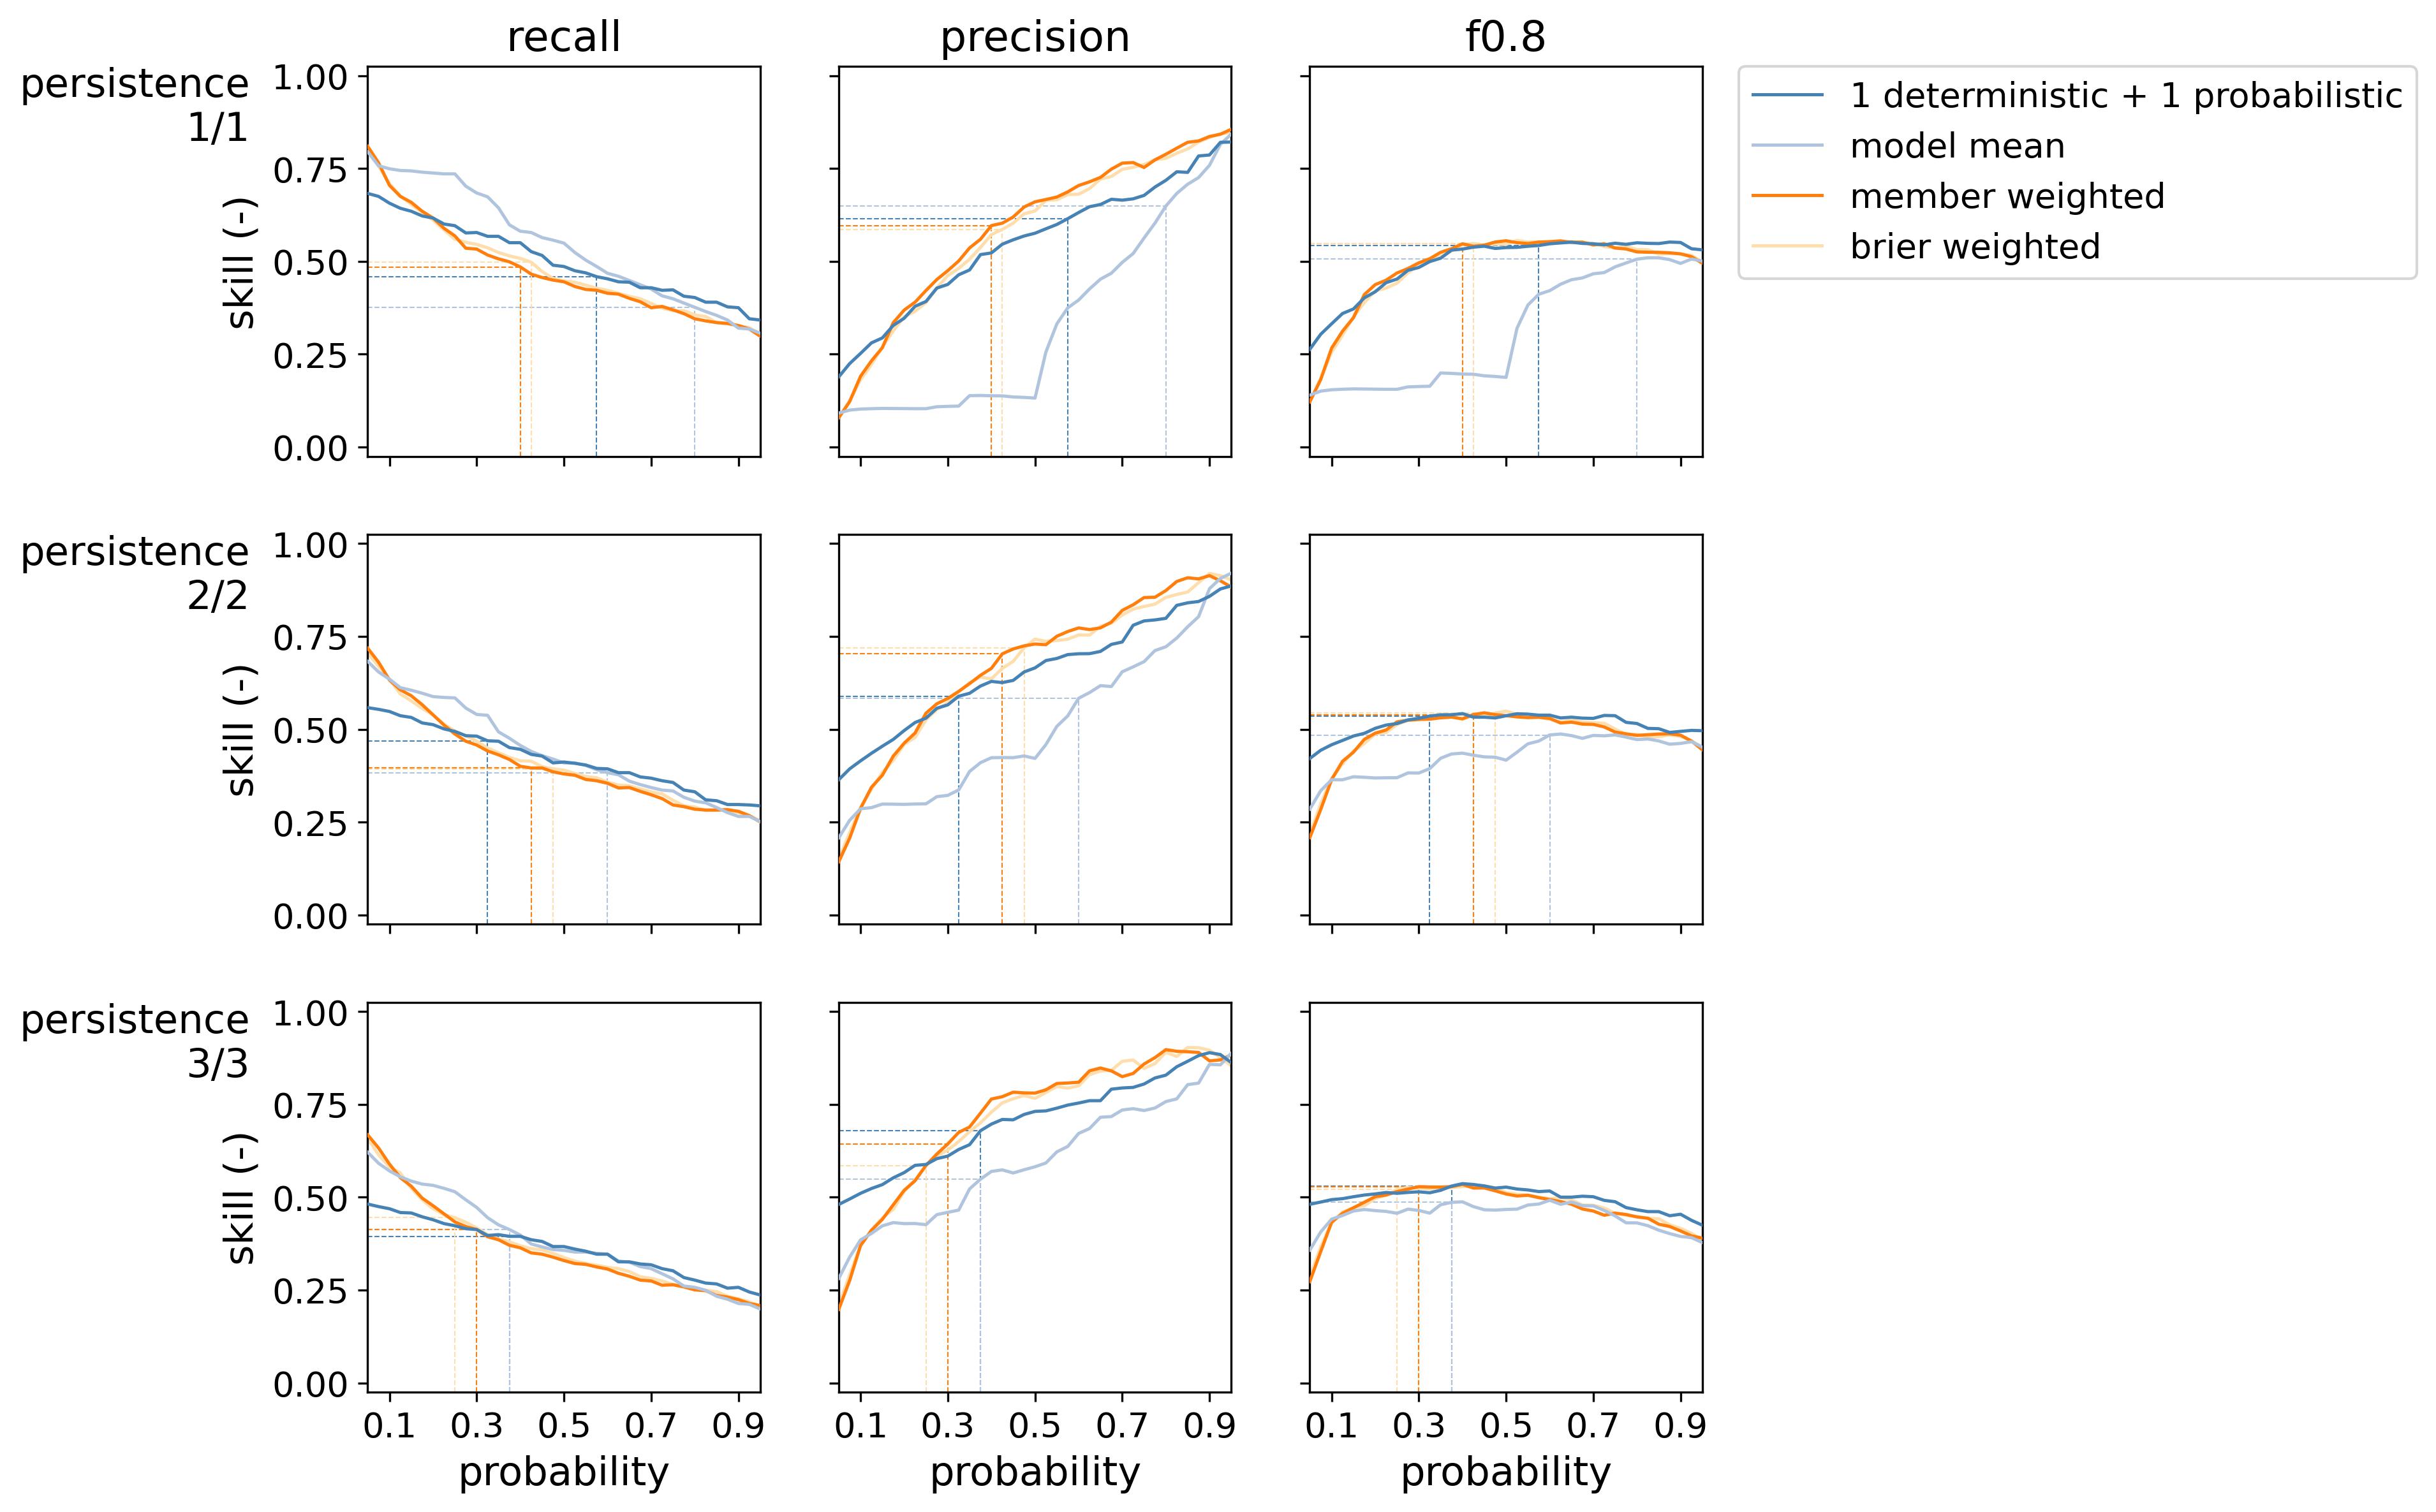 recall
precision
f0.8
persistence
1/1
1.00
0.75
0.50
0.25
0.00
skill (-)
1 deterministic + 1 probabilistic
model mean
member weighted
brier weighted
persistence
2/2
1.00
0.75
0.50
0.25
0.00
skill (-)
persistence
3/3
1.00
0.75
0.50
0.25
0.00
skill (-)
0.1 0.3 0.5 0.7 0.9
0.1 0.3 0.5 0.7 0.9
0.1 0.3 0.5 0.7 0.9
probability
probability
probability